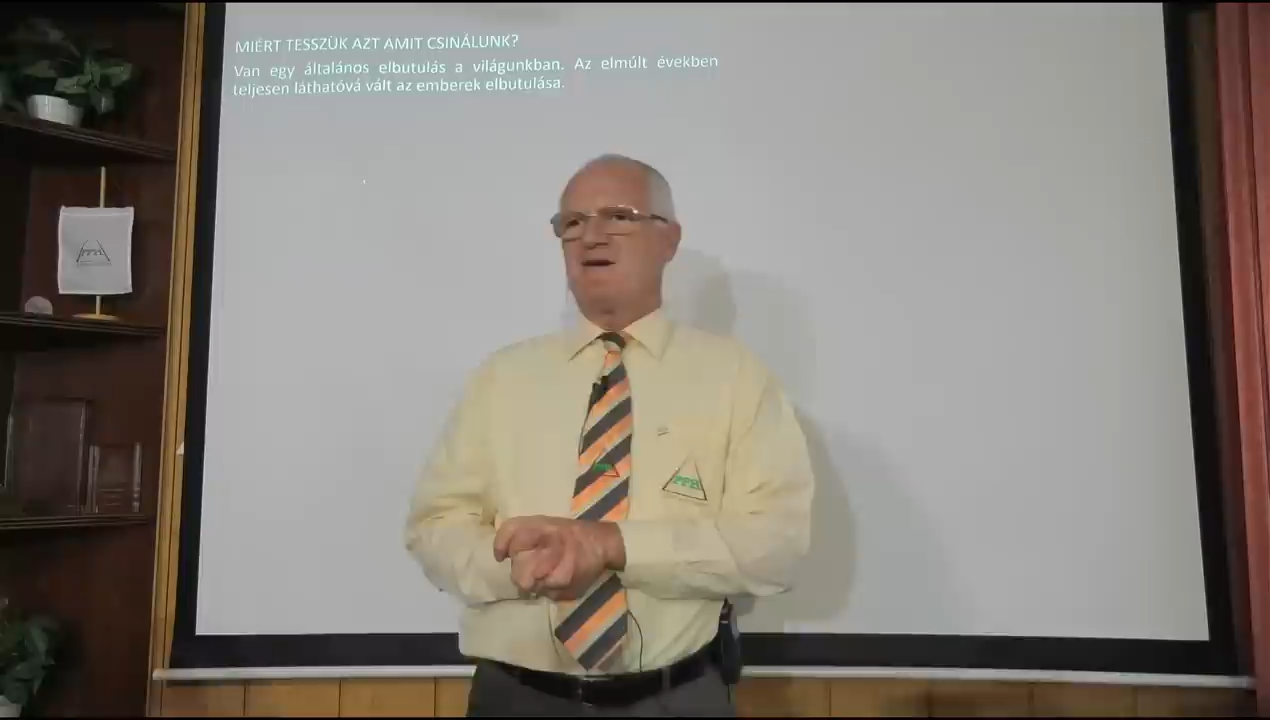 MIÉRT TESSZÜK AZT AMIT CSINÁLUNK?
Van egy általános elbutulás a világunkban. Az elmúlt években
teljesen láthatóvá vált az emberek elbutulása.
PPH